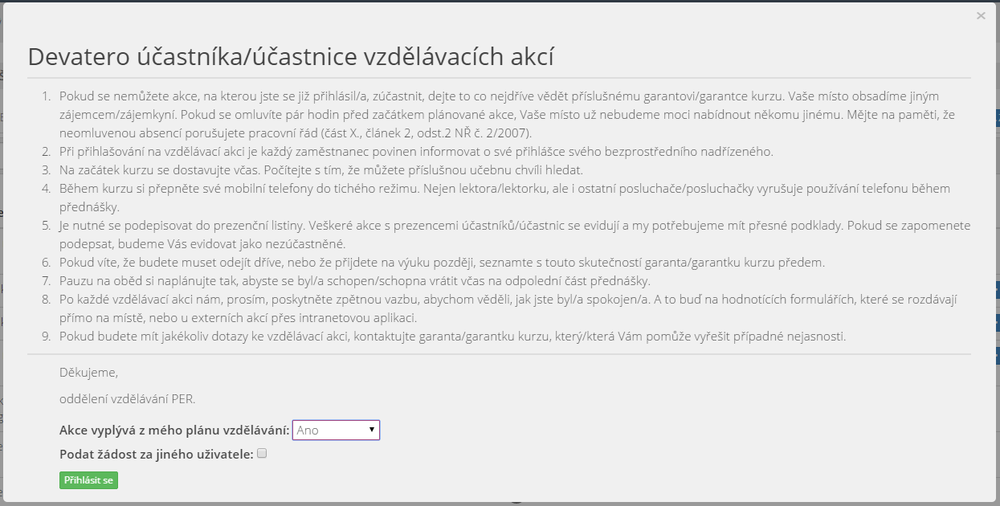 ×
Devatero účastníka/účastnice vzdělávacích akcí
1. Pokud se nemůžete akce, na kterou jste se již přihlásil/a, zúčastnit, dejte to co nejdříve vědět příslušnému garantovi/garantce kurzu. Vaše místo obsadíme jiným
zájemcem/zájemkyní. Pokud se omluvíte pár hodin před začátkem plánované akce, Vaše místo už nebudeme moci nabídnout někomu jinému. Mějte na paměti, že
neomluvenou absencí porušujete pracovní řád (část X., článek 2, odst.2 NŘ č. 2/2007).
2. Při přihlašování na vzdělávací akci je každý zaměstnanec povinen informovat o své přihlášce svého bezprostředního nadřízeného.
3. Na začátek kurzu se dostavujte včas. Počítejte s tím, že můžete příslušnou učebnu chvíli hledat.
4. Během kurzu si přepněte své mobilní telefony do tichého režimu. Nejen lektora/lektorku, ale i ostatní posluchače/posluchačky vyrušuje používání telefonu během
přednášky.
5. Je nutné se podepisovat do prezenční listiny. Veškeré akce s prezencemi účastníků/účastnic se evidují a my potřebujeme mít přesné podklady. Pokud se zapomenete
podepsat, budeme Vás evidovat jako nezúčastněné.
6. Pokud víte, že budete muset odejít dříve, nebo že přijdete na výuku později, seznamte s touto skutečností garanta/garantku kurzu předem.
7. Pauzu na oběd si naplánujte tak, abyste se byl/a schopen/schopna vrátit včas na odpolední část přednášky.
8. Po každé vzdělávací akci nám, prosím, poskytněte zpětnou vazbu, abychom věděli, jak jste byl/a spokojen/a. A to buď na hodnotících formulářích, které se rozdávají
přímo na místě, nebo u externích akcí přes intranetovou aplikaci.
9. Pokud budete mít jakékoliv dotazy ke vzdělávací akci, kontaktujte garanta/garantku kurzu, který/která Vám pomůže vyřešit případné nejasnosti.
Děkujeme,
oddělení vzdělávání PER.
Akce vyplývá z mého plánu vzdělávání: Ano
Podat žádost za jiného uživatele:
Přihlásit se